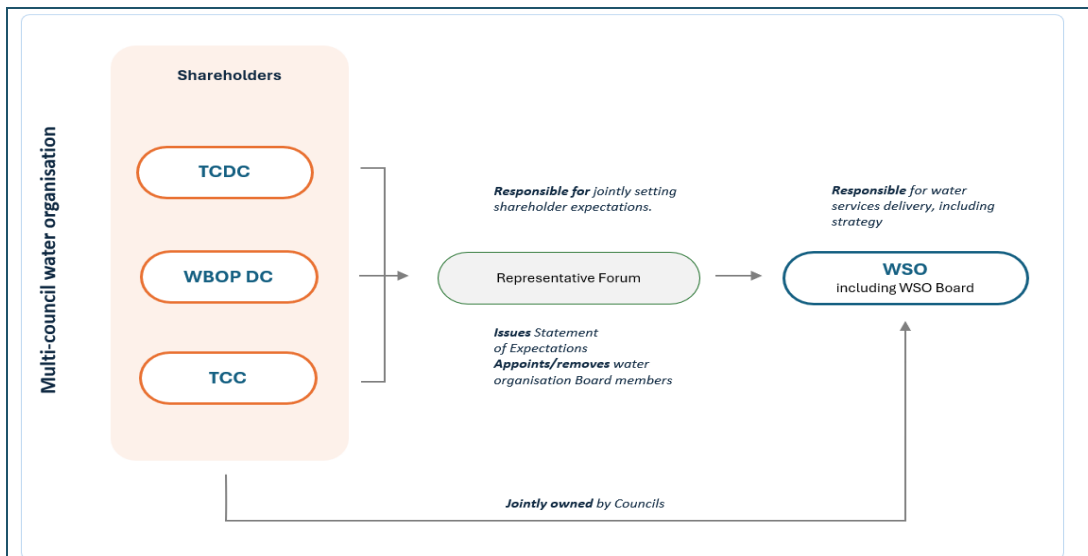 Multi-council water organisation
Shareholders
TCDC
WBOP DC
TCC
Responsible for jointly setting
shareholder expectations.
Representative Forum
Issues Statement
of Expectations
Appoints/removes water
organisation Board members
Responsible for water
services delivery, including
strategy
WSO
including WSO Board
Jointly owned by Councils